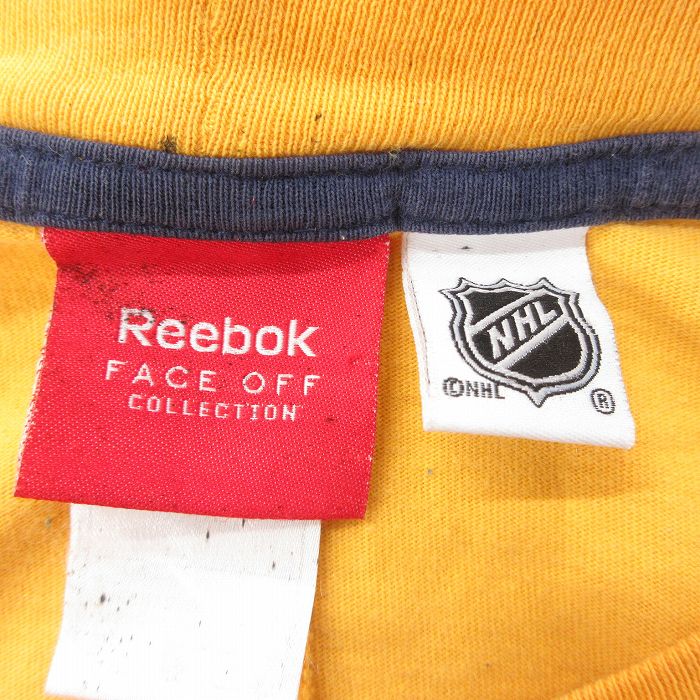 Reebok
FACE OFF
COLLECTION
NHL
©NHL
®